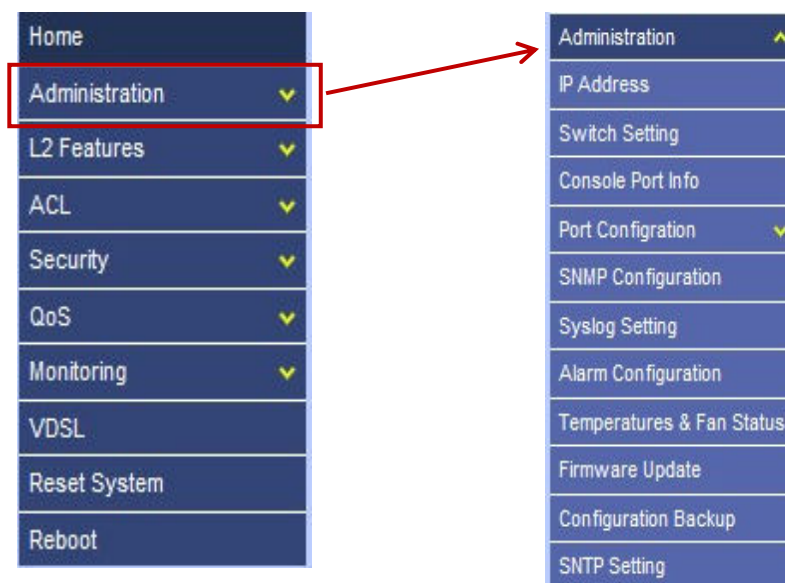 Home
Administration
L2 Features
ACL
Security
QoS
Monitoring
VDSL
Reset System
Reboot
Administration
IP Address
Switch Setting
Console Port Info
Port Configration
SNMP Configuration
Syslog Setting
Alarm Configuration
Temperatures & Fan Status
Firmware Update
Configuration Backup
SNTP Setting